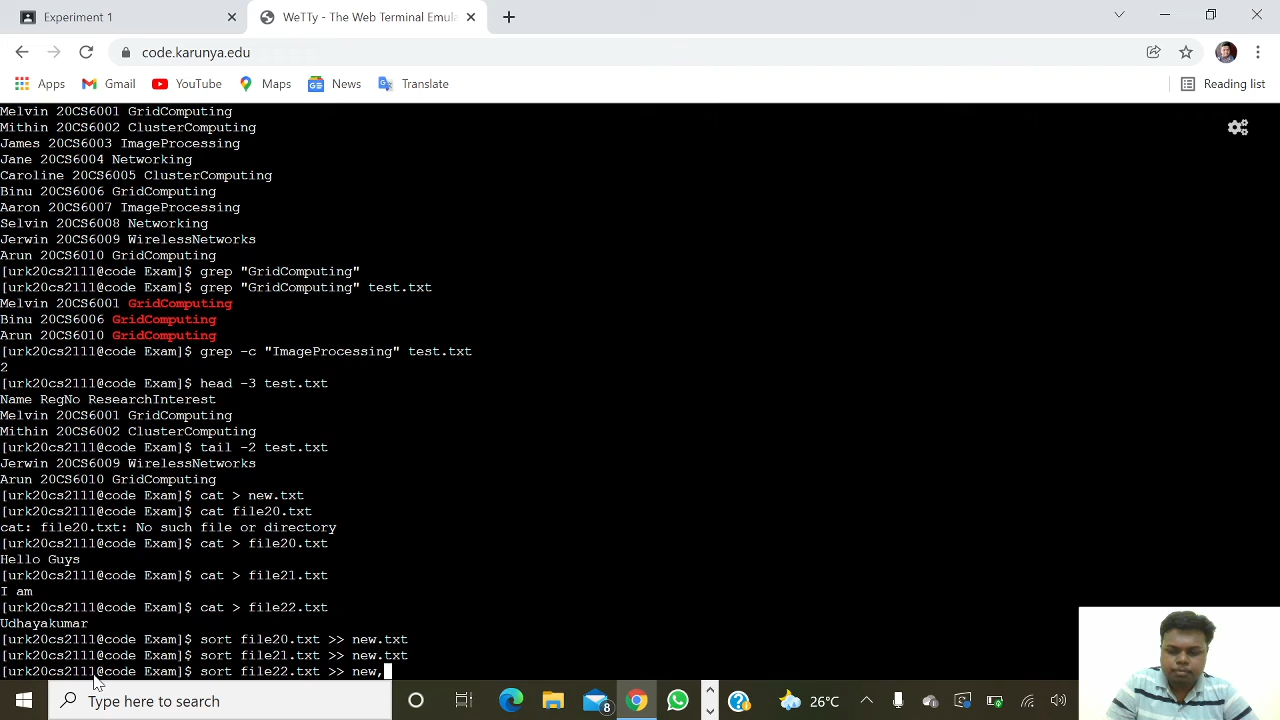 Experiment 1
WeTTy - The Web Terminal Emula
code.karunya.edu
Apps Gmail YouTube Maps News Translate Reading list
Melvin 20CS6001 GridComputing
Mithin 20CS6002 ClusterComputing
James 20CS6003 ImageProcessing
Jane 20CS6004 Networking
Caroline 20CS6005 ClusterComputing
Binu 20CS6006 GridComputing
Aaron 20CS6007 ImageProcessing
Selvin 20CS6008 Networking
Jerwin 20CS6009 WirelessNetworks
Arun 20CS6010 GridComputing
[urk20cs2111@code Exam]$ grep "GridComputing"
[urk20cs2111@code Exam]$ grep "GridComputing" test.txt
Melvin 20CS6001 GridComputing
Binu 20CS6006 GridComputing
Arun 20CS6010 GridComputing
[urk20cs2111@code Exam]$ grep -c "ImageProcessing" test.txt
2
[urk20cs2111@code Exam]$ head -3 test.txt
Name RegNo ResearchInterest
Melvin 20CS6001 GridComputing
Mithin 20CS6002 ClusterComputing
[urk20cs2111@code Exam]$ tail -2 test.txt
Jerwin 20CS6009 WirelessNetworks
Arun 20CS6010 GridComputing
[urk20cs2111@code Exam]$ cat > new.txt
[urk20cs2111@code Exam]$ cat file20.txt
cat: file20.txt: No such file or directory
[urk20cs2111@code Exam]$ cat > file20.txt
Hello Guys
[urk20cs2111@code Exam]$ cat > file21.txt
I am
[urk20cs2111@code Exam]$ cat > file22.txt
Udhayakumar
[urk20cs2111@code Exam]$ sort file20.txt >> new.txt
[urk20cs2111@code Exam]$ sort file21.txt >> new.txt
[urk20cs2111@code Exam]$ sort file22.txt >> new,
Type here to search
8
26°C